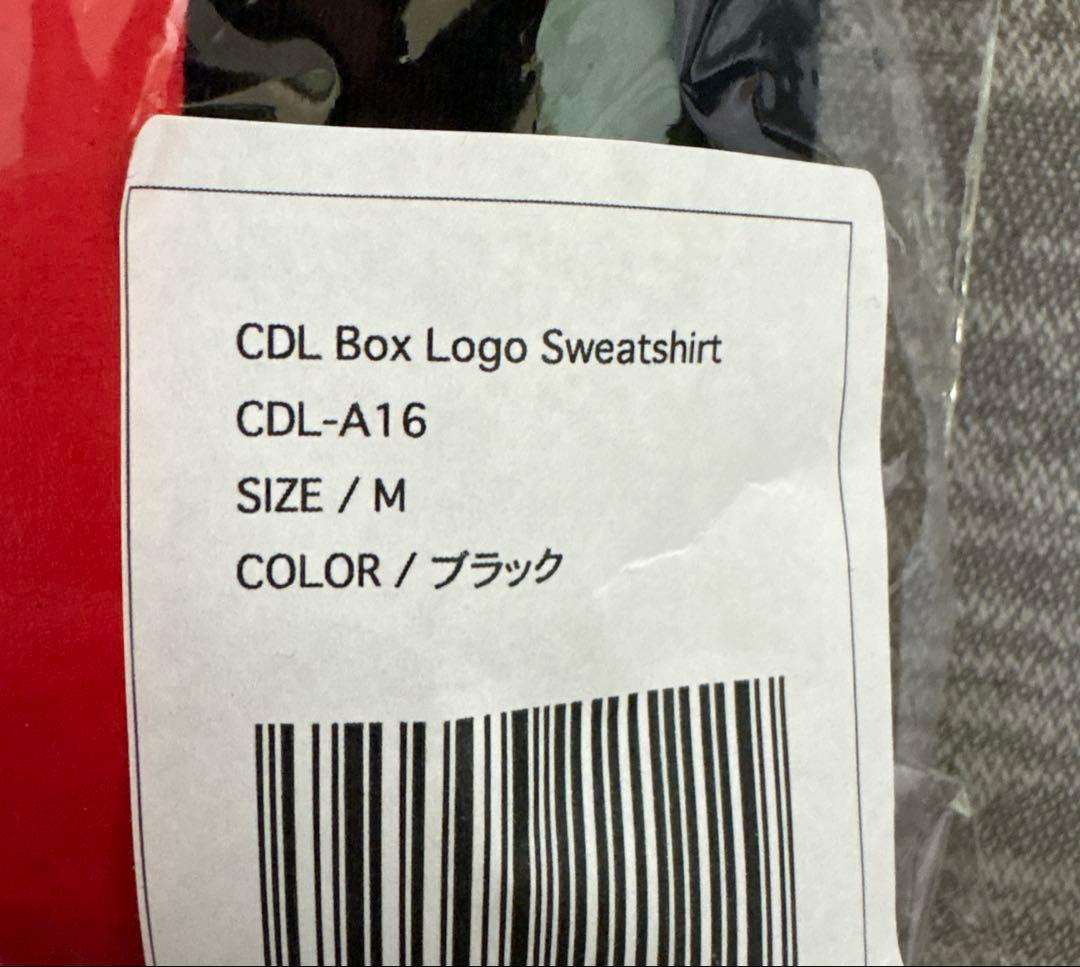 CDL Box Logo Sweatshirt
CDL-A16
SIZE / M
COLOR / ブラック